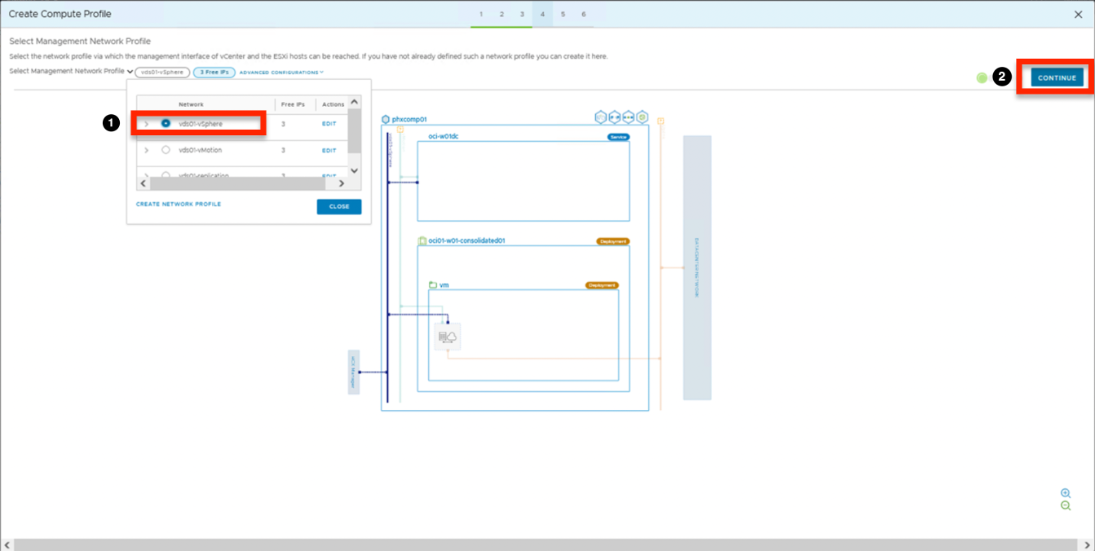 Create Compute Profile
1 2 3 4 5 6
Select Management Network Profile
Select the network profile via which the management interface of vCenter and the ESXi hosts can be reached. If you have not already defined such a network profile you can create it here.
Select Management Network Profile vds01-vSphere 3 Free IPs ADVANCED CONFIGURATIONS
2 CONTINUE
Network Free IPs Actions
1 vds01-vSphere 3 EDIT
vds01-vMotion 3 EDIT
vds01-replication 3 EDIT
CREATE NETWORK PROFILE CLOSE
phxcomp01
oci-w01dc Service
oci01-w01-consolidated01 Deployment
vm Deployment
HCX Manager